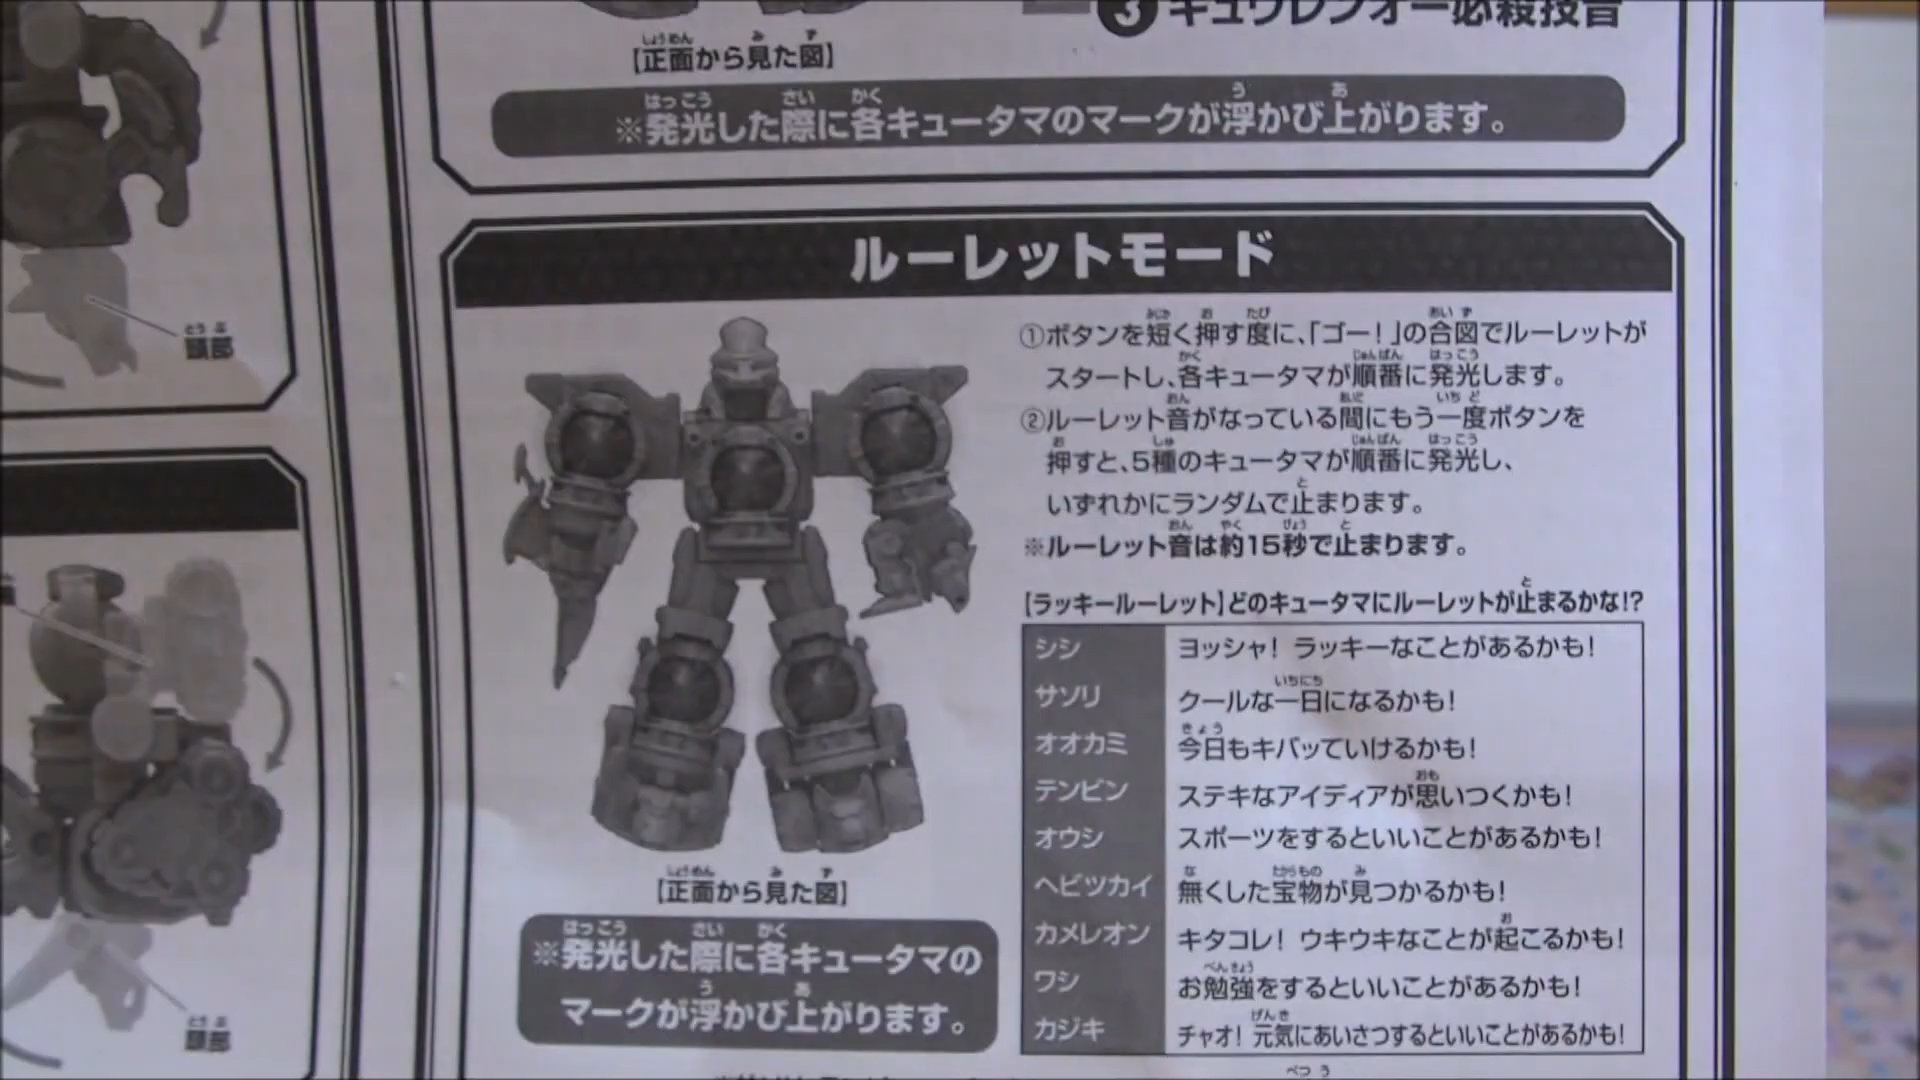 ③キュウレンオー必殺技音
【正面から見た図】
※発光した際に各キュータマのマークが浮かび上がります。
頭部
頭部
ルーレットモード
①ボタンを短く押す度に、「ゴー!」の合図でルーレットが
スタートし、各キュータマが順番に発光します。
②ルーレット音がなっている間にもう一度ボタンを
押すと、5種のキュータマが順番に発光し、
いずれかにランダムで止まります。
※ルーレット音は約15秒で止まります。
【ラッキールーレット】どのキュータマにルーレットが止まるかな!?
シシ ヨッシャ! ラッキーなことがあるかも!
サソリ クールな一日になるかも!
オオカミ 今日もキバッていけるかも!
テンビン ステキなアイディアが思いつくかも!
オウシ スポーツをするといいことがあるかも!
ヘビツカイ 無くした宝物が見つかるかも!
カメレオン キタコレ! ウキウキなことが起こるかも!
ワシ お勉強をするといいことがあるかも!
カジキ チャオ! 元気にあいさつするといいことがあるかも!
【正面から見た図】
※発光した際に各キュータマの
マークが浮かび上がります。